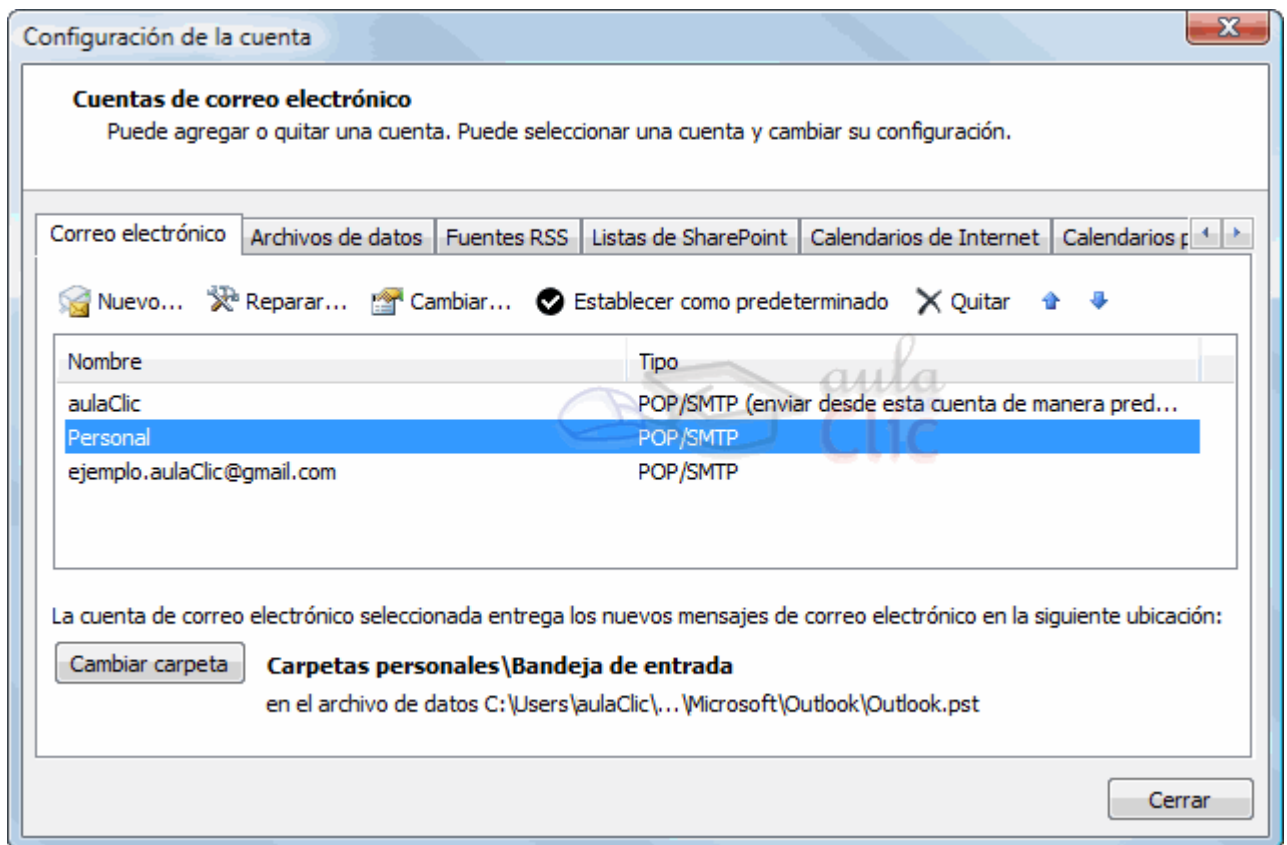 Configuración de la cuenta
Cuentas de correo electrónico
Puede agregar o quitar una cuenta. Puede seleccionar una cuenta y cambiar su configuración.
Correo electrónico Archivos de datos Fuentes RSS Listas de SharePoint Calendarios de Internet Calendarios p
Nuevo... Reparar... Cambiar... Establecer como predeterminado Quitar
Nombre Tipo
aulaClic POP/SMTP (enviar desde esta cuenta de manera pred...
Personal POP/SMTP
ejemplo.aulaClic@gmail.com POP/SMTP
aula
Clic
La cuenta de correo electrónico seleccionada entrega los nuevos mensajes de correo electrónico en la siguiente ubicación:
Cambiar carpeta Carpetas personales\Bandeja de entrada
en el archivo de datos C:\Users\aulaClic\...\Microsoft\Outlook\Outlook.pst
Cerrar